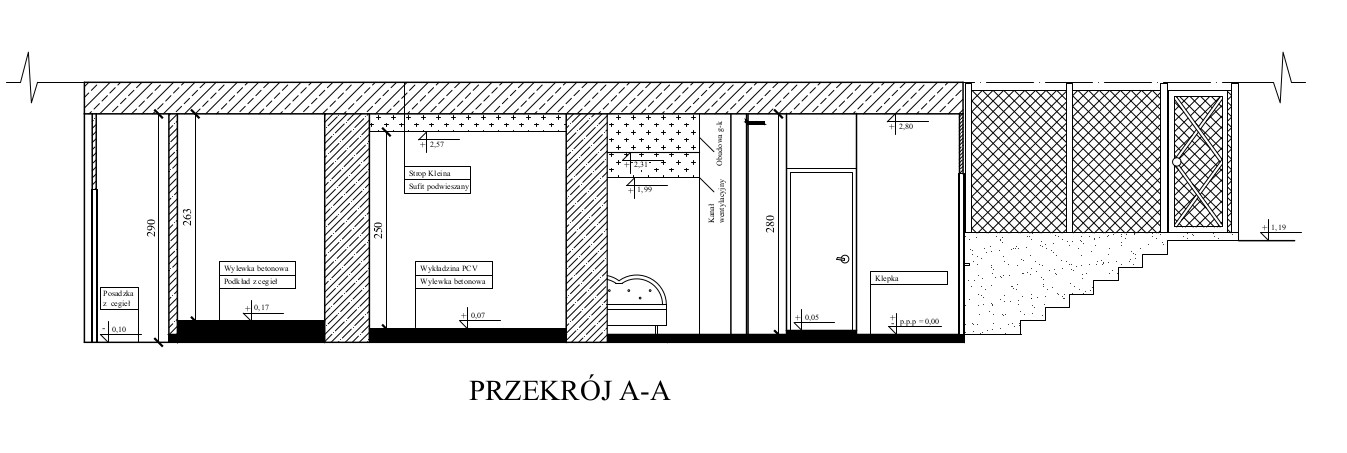 + 2,57
+ 2,80
Obudowa g-k
+ 2,31
+ 1,99
Strop Kleina
Sufit podwieszany
Kanał
wentylacyjny
290
263
250
280
+ 1,19
Wylewka betonowa
Podkład z cegieł
Wykładzina PCV
Wylewka betonowa
Klepka
Posadzka
z cegieł
- 0,10
+ 0,17
+ 0,07
+ 0,05
+ p.p.p = 0,00
PRZEKRÓJ A-A